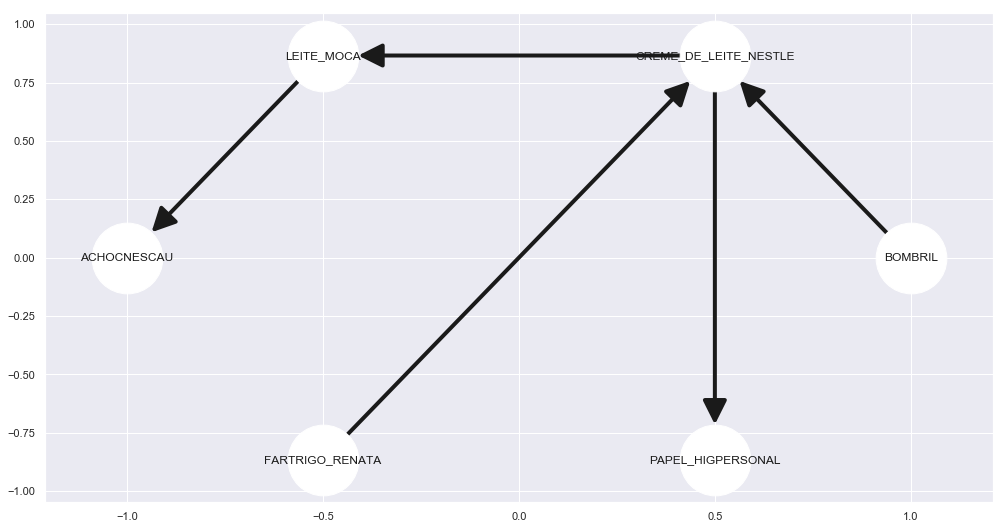 1.00
LEITE_MOCA
CREME_DE_LEITE_NESTLE
0.75
0.50
0.25
0.00
ACHOCNESCAU
BOMBRIL
−0.25
−0.50
−0.75
FARTRIGO_RENATA
PAPEL_HIGPERSONAL
−1.00
−1.0 −0.5 0.0 0.5 1.0